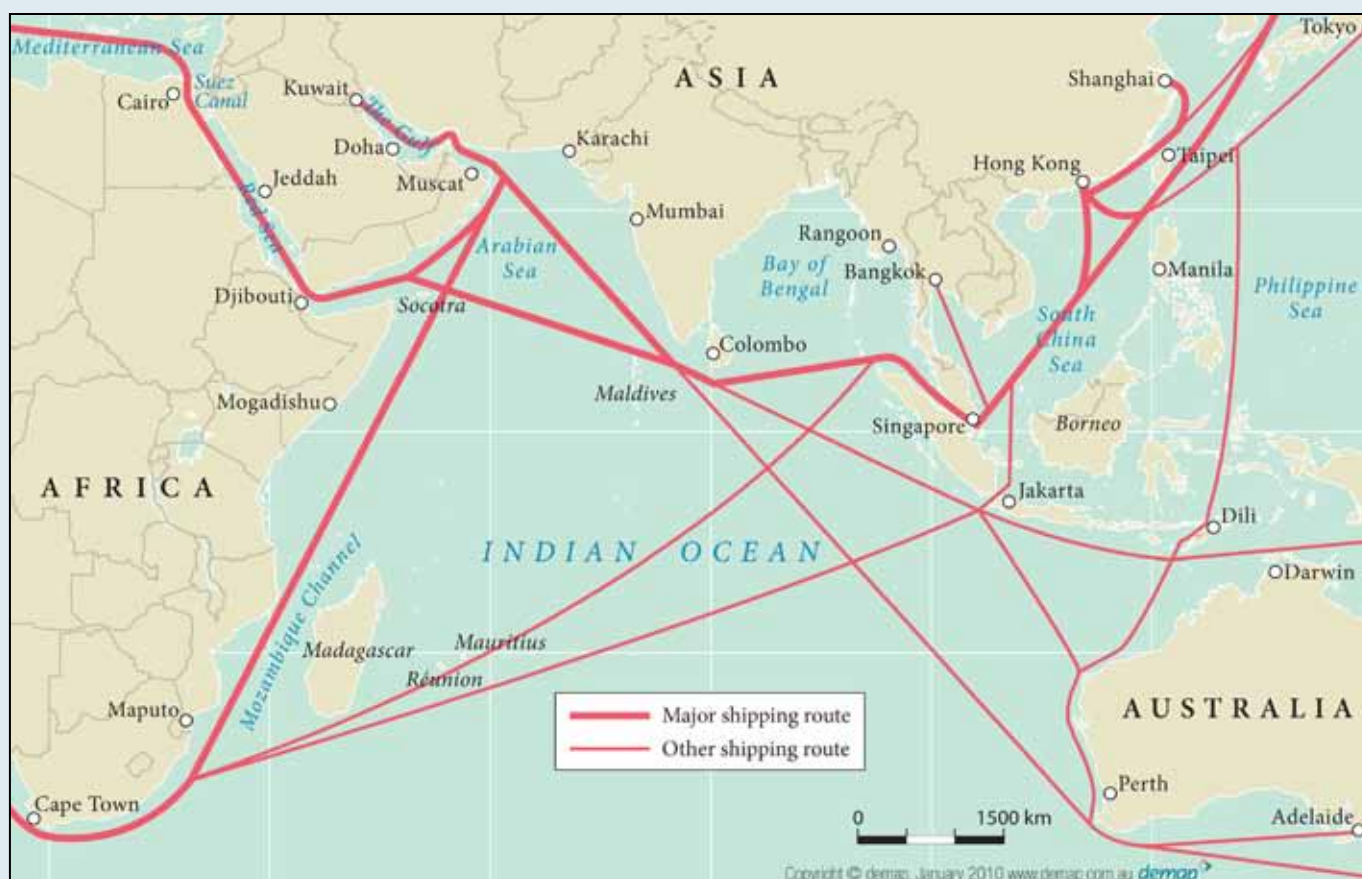 Mediterranean Sea
Suez
Canal
Cairo
Kuwait
The Gulf
Doha
Jeddah
Red Sea
Muscat
ASIA
Karachi
Mumbai
Arabian
Sea
Djibouti
Socotra
Bay of
Bengal
Rangoon
Bangkok
Shanghai
Tokyo
Hong Kong
Taipei
Manila
Philippine
Sea
South
China
Sea
Colombo
Maldives
Mogadishu
Singapore
Borneo
AFRICA
Jakarta
Dili
INDIAN OCEAN
Darwin
Mozambique Channel
Madagascar
Mauritius
Réunion
Maputo
AUSTRALIA
Major shipping route
Other shipping route
Cape Town
Perth
Adelaide
0 1500 km
Copyright © demap, January 2010 www.demap.com.au demap